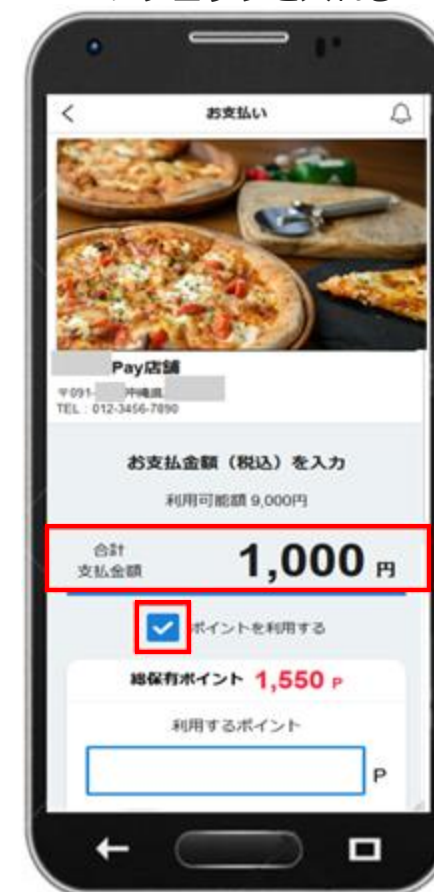 お支払い
Pay店舗
〒091- 沖縄県
TEL : 012-3456-7890
お支払金額（税込）を入力
利用可能額 9,000円
合計
支払金額
1,000 円
ポイントを利用する
総保有ポイント 1,550 P
利用するポイント
P